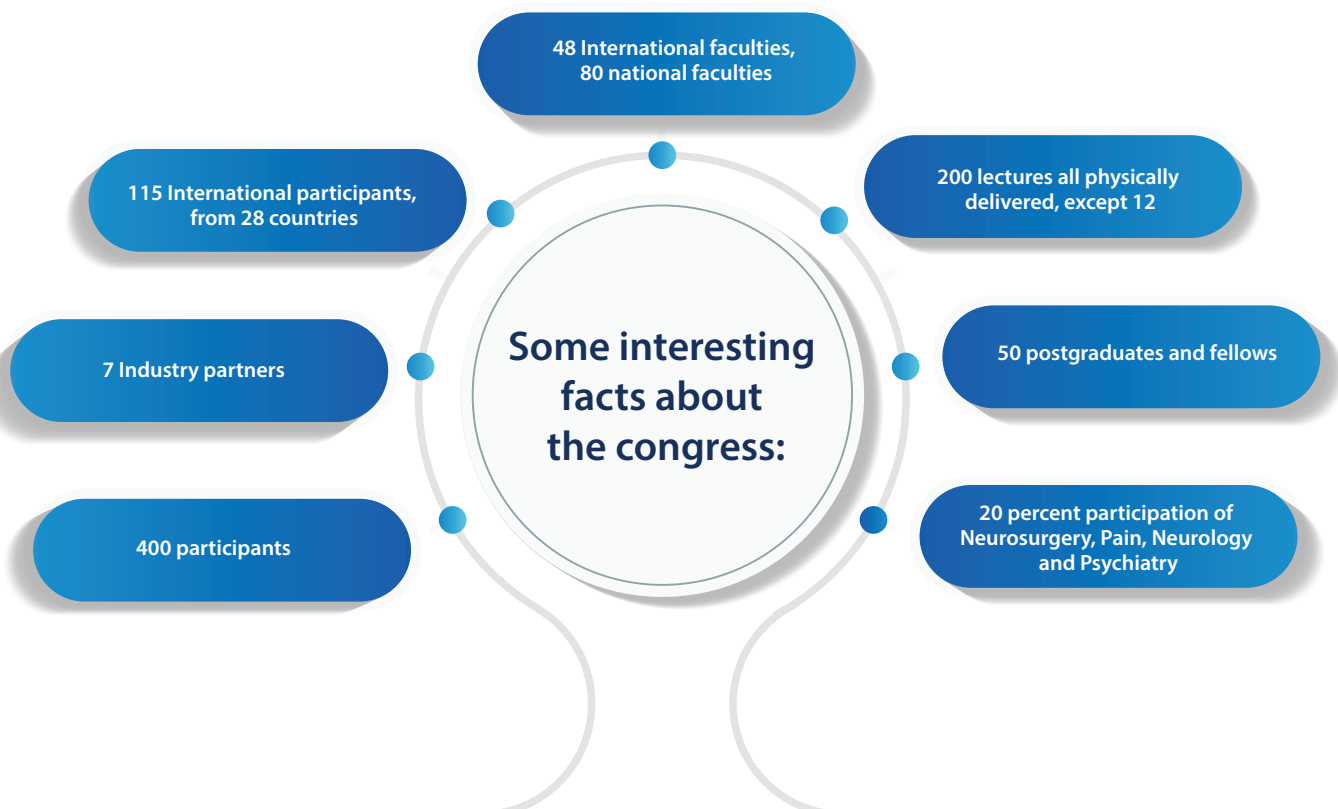 48 International faculties,
80 national faculties
115 International participants,
from 28 countries
200 lectures all physically
delivered, except 12
Some interesting
facts about
the congress:
7 Industry partners
50 postgraduates and fellows
400 participants
20 percent participation of
Neurosurgery, Pain, Neurology
and Psychiatry